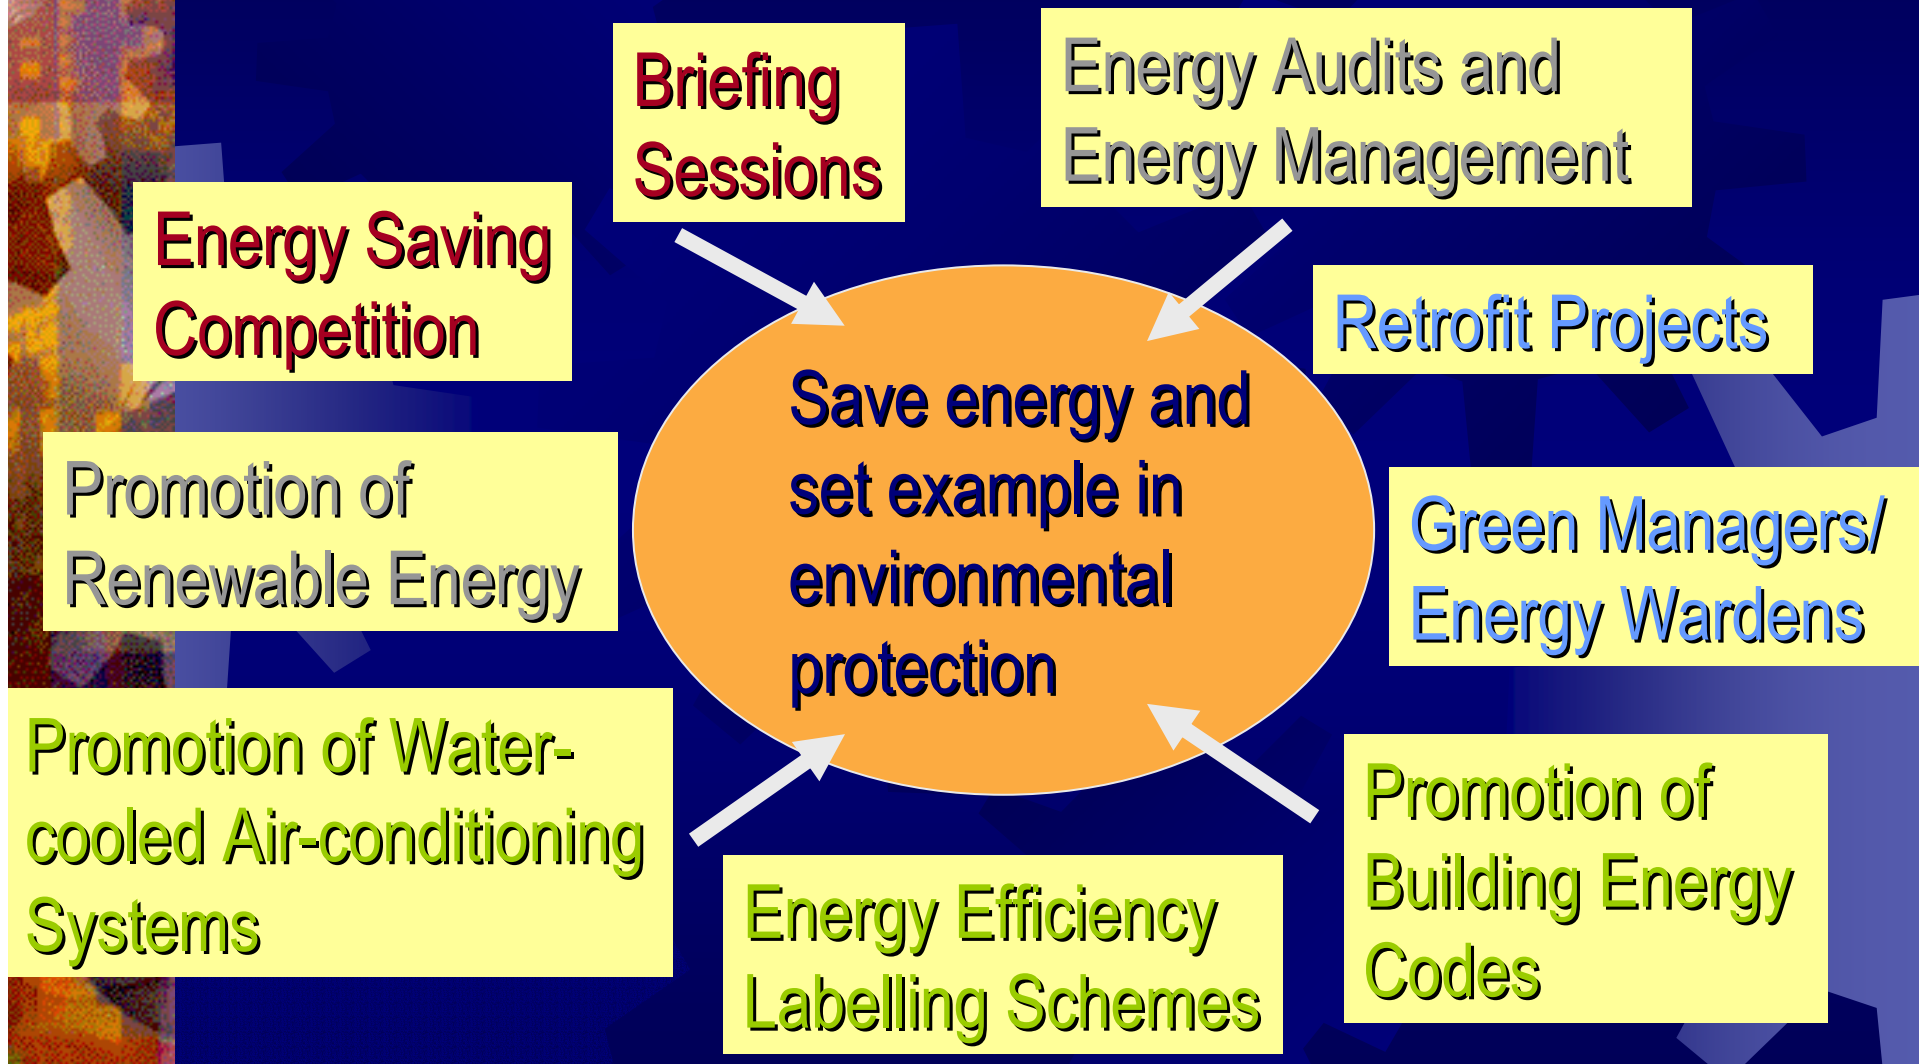 Briefing
Sessions
Energy Audits and
Energy Management
Energy Saving
Competition
Retrofit Projects
Save energy and
set example in
environmental
protection
Promotion of
Renewable Energy
Green Managers/
Energy Wardens
Promotion of Water-
cooled Air-conditioning
Systems
Energy Efficiency
Labelling Schemes
Promotion of
Building Energy
Codes